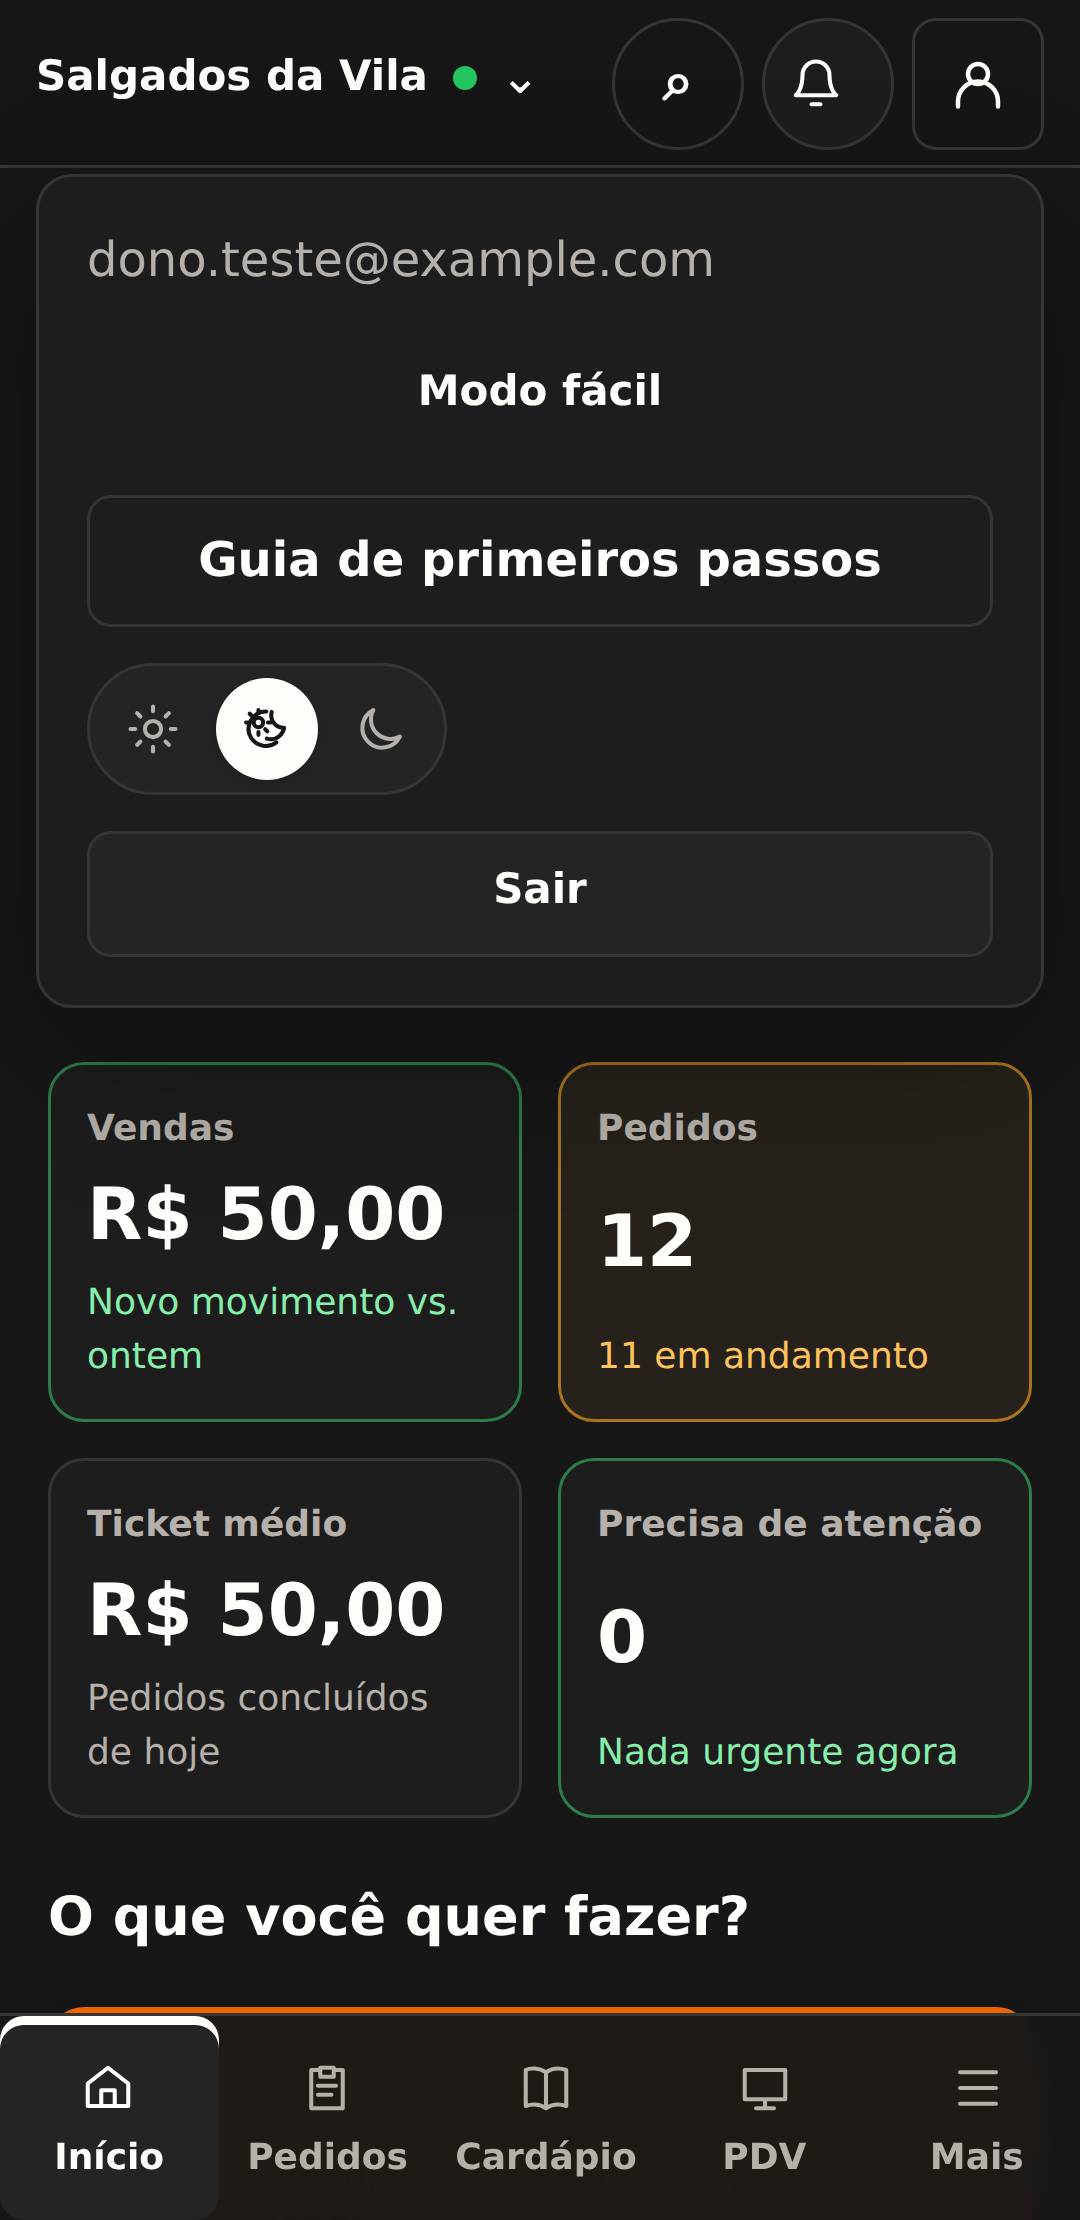 Salgados da Vila
dono.teste@example.com
Modo fácil
Guia de primeiros passos
Sair
Vendas
R$ 50,00
Novo movimento vs.
ontem
Pedidos
12
11 em andamento
Ticket médio
R$ 50,00
Pedidos concluídos
de hoje
Precisa de atenção
0
Nada urgente agora
O que você quer fazer?
Início
Pedidos
Cardápio
PDV
Mais